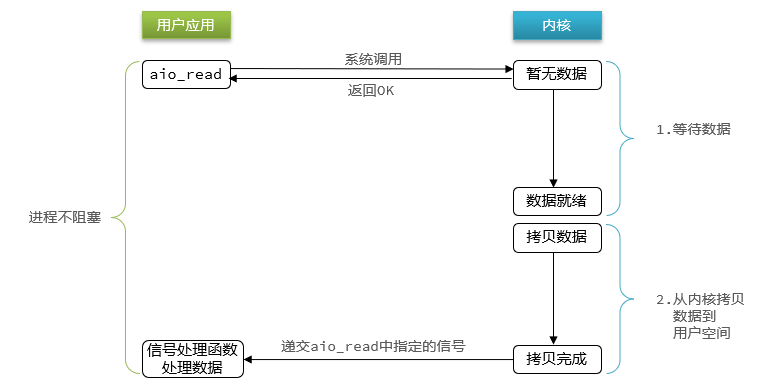 用户应用
内核
aio_read
系统调用
返回OK
暂无数据
1.等待数据
数据就绪
进程不阻塞
拷贝数据
2.从内核拷贝
数据到
用户空间
信号处理函数
处理数据
递交aio_read中指定的信号
拷贝完成